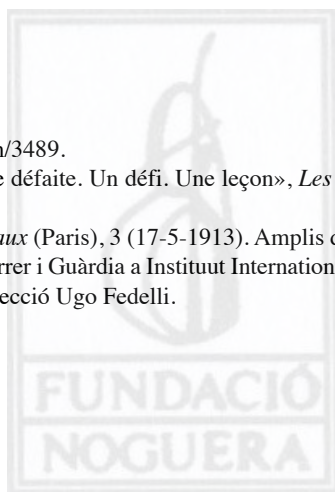 n/3489.
e défaite. Un défi. Une leçon», Les
aux (Paris), 3 (17-5-1913). Amplis d
rrer i Guàrdia a Instituut Internation
ecció Ugo Fedelli.
FUNDACIÓ
NOGUERA